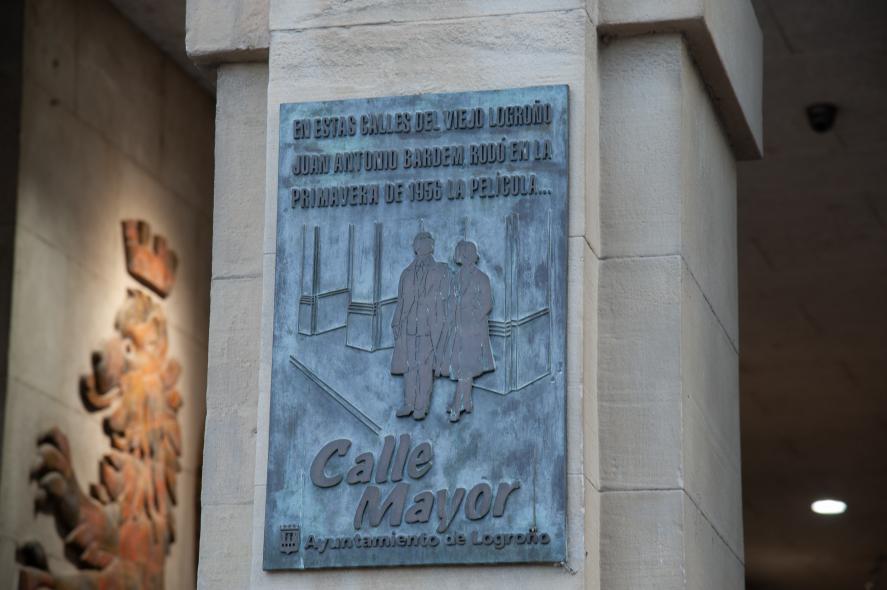 EN ESTAS CALLES DEL VIEJO LOGROÑO
JUAN ANTONIO BARDEM RODÓ EN LA
PRIMAVERA DE 1956 LA PELÍCULA...
Calle
Mayor
Ayuntamiento de Logroño